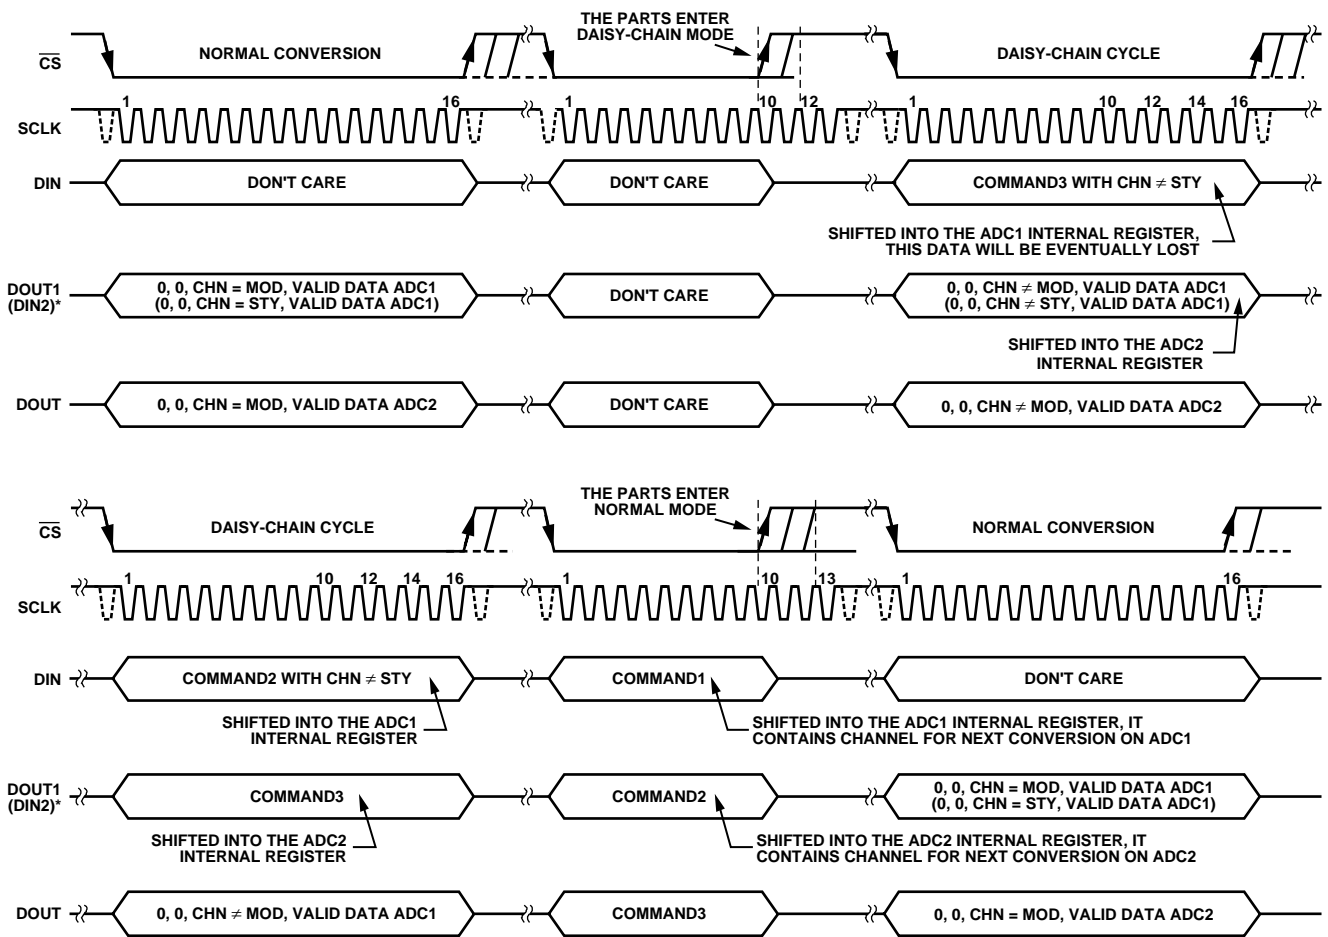 THE PARTS ENTER
DAISY-CHAIN MODE
CS
NORMAL CONVERSION
DAISY-CHAIN CYCLE
SCLK
1
16
1
10
12
1
10
12
14
16
DIN
DON'T CARE
DON'T CARE
COMMAND3 WITH CHN ≠ STY
SHIFTED INTO THE ADC1 INTERNAL REGISTER,
THIS DATA WILL BE EVENTUALLY LOST
DOUT1
(DIN2)*
0, 0, CHN = MOD, VALID DATA ADC1
(0, 0, CHN = STY, VALID DATA ADC1)
DON'T CARE
0, 0, CHN ≠ MOD, VALID DATA ADC1
(0, 0, CHN ≠ STY, VALID DATA ADC1)
SHIFTED INTO THE ADC2
INTERNAL REGISTER
DOUT
0, 0, CHN = MOD, VALID DATA ADC2
DON'T CARE
0, 0, CHN ≠ MOD, VALID DATA ADC2
THE PARTS ENTER
NORMAL MODE
CS
DAISY-CHAIN CYCLE
NORMAL CONVERSION
SCLK
1
10
12
14
16
1
10
13
1
16
DIN
COMMAND2 WITH CHN ≠ STY
COMMAND1
DON'T CARE
SHIFTED INTO THE ADC1
INTERNAL REGISTER
SHIFTED INTO THE ADC1 INTERNAL REGISTER, IT
CONTAINS CHANNEL FOR NEXT CONVERSION ON ADC1
DOUT1
(DIN2)*
COMMAND3
COMMAND2
0, 0, CHN = MOD, VALID DATA ADC1
(0, 0, CHN = STY, VALID DATA ADC1)
SHIFTED INTO THE ADC2
INTERNAL REGISTER
SHIFTED INTO THE ADC2 INTERNAL REGISTER, IT
CONTAINS CHANNEL FOR NEXT CONVERSION ON ADC2
DOUT
0, 0, CHN ≠ MOD, VALID DATA ADC1
COMMAND3
0, 0, CHN = MOD, VALID DATA ADC2